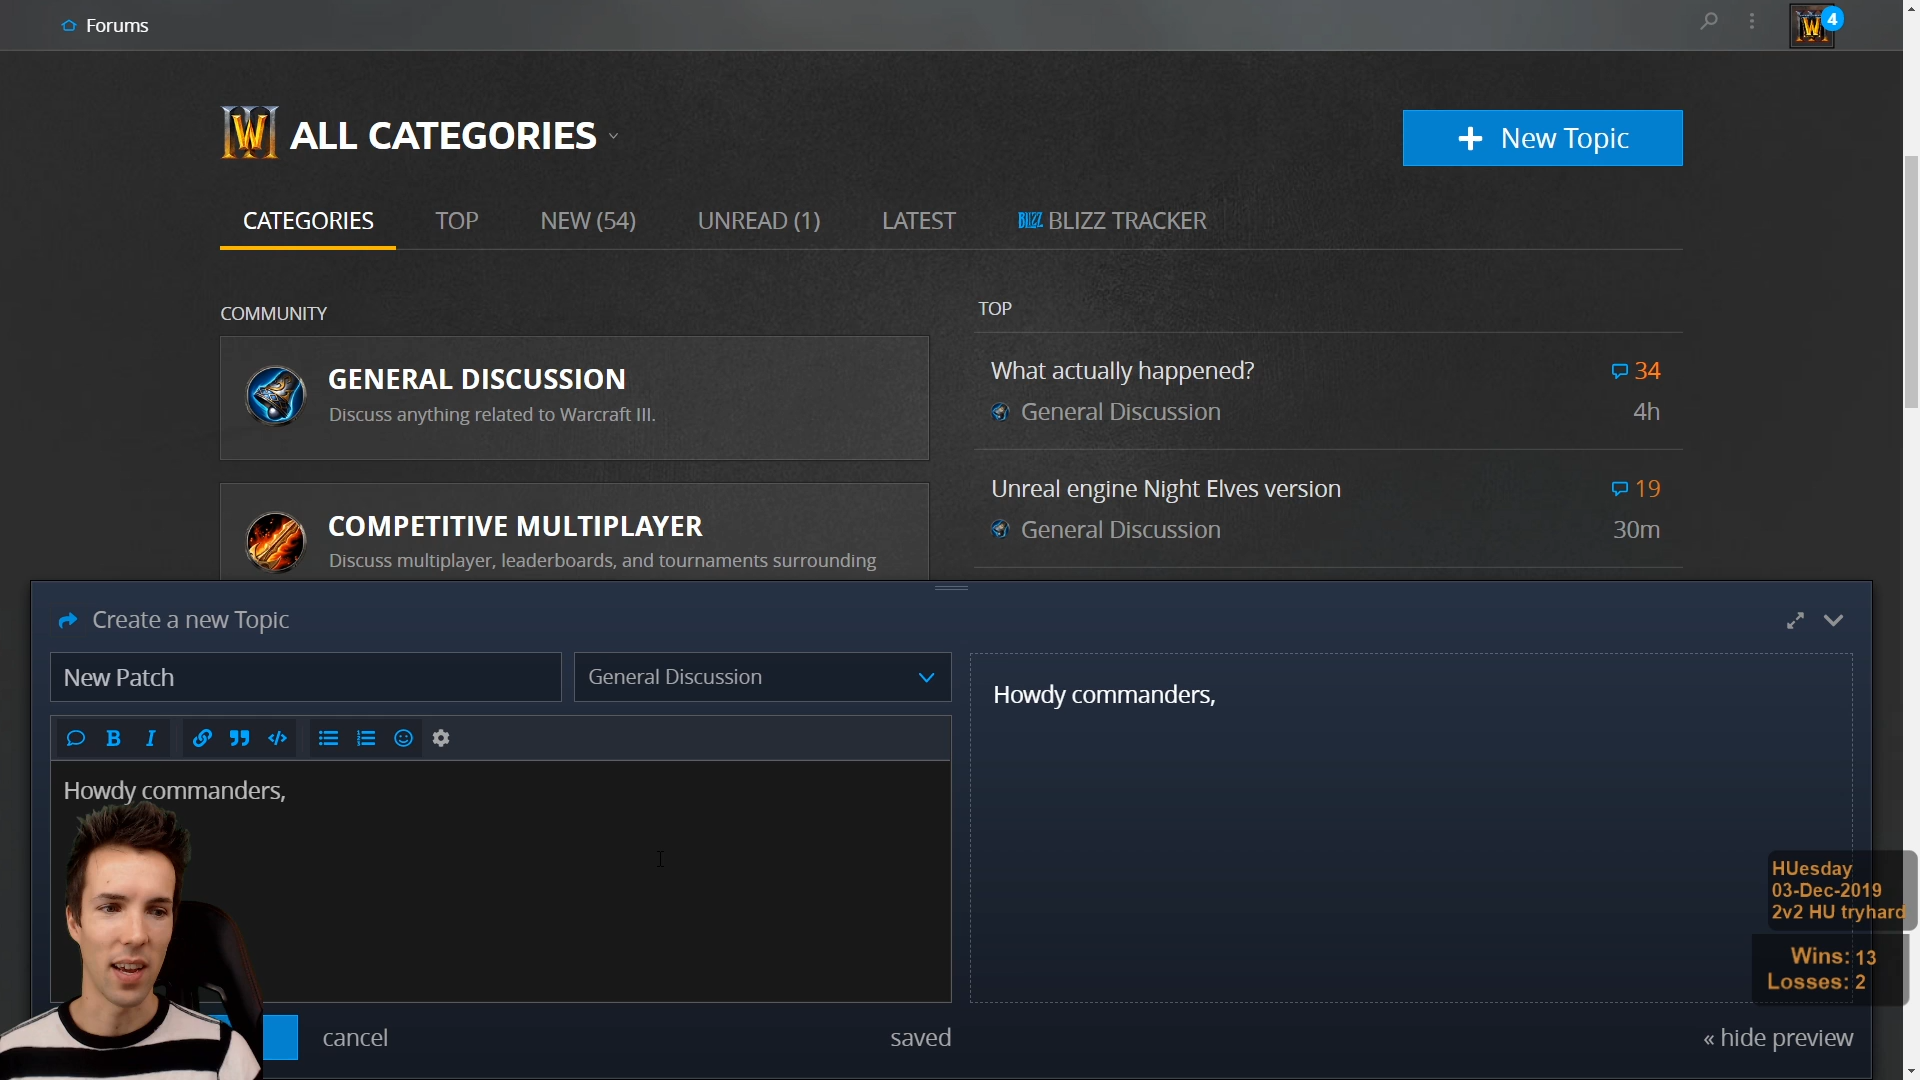 Forums
4
ALL CATEGORIES
+ New Topic
CATEGORIES
TOP
NEW (54)
UNREAD (1)
LATEST
BLIZZ BLIZZ TRACKER
COMMUNITY
GENERAL DISCUSSION
Discuss anything related to Warcraft III.
COMPETITIVE MULTIPLAYER
Discuss multiplayer, leaderboards, and tournaments surrounding
TOP
What actually happened?
34
General Discussion
4h
Unreal engine Night Elves version
19
General Discussion
30m
Create a new Topic
New Patch
General Discussion
B I
Howdy commanders,
Howdy commanders,
HUesday
03-Dec-2019
2v2 HU tryhard
Wins: 13
Losses: 2
cancel
saved
« hide preview